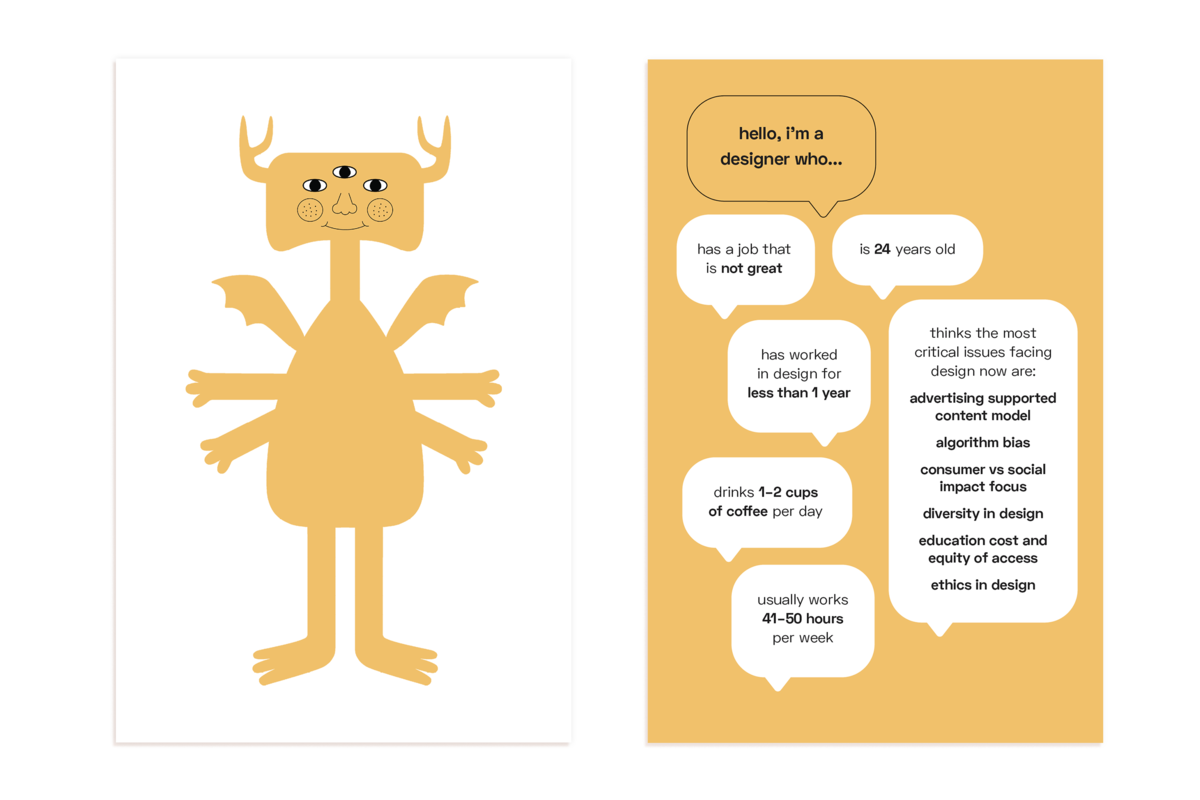 hello, i'm a
designer who...
has a job that
is not great
is 24 years old
has worked
in design for
less than 1 year
thinks the most
critical issues facing
design now are:
advertising supported
content model
algorithm bias
consumer vs social
impact focus
diversity in design
education cost and
equity of access
ethics in design
drinks 1–2 cups
of coffee per day
usually works
41–50 hours
per week